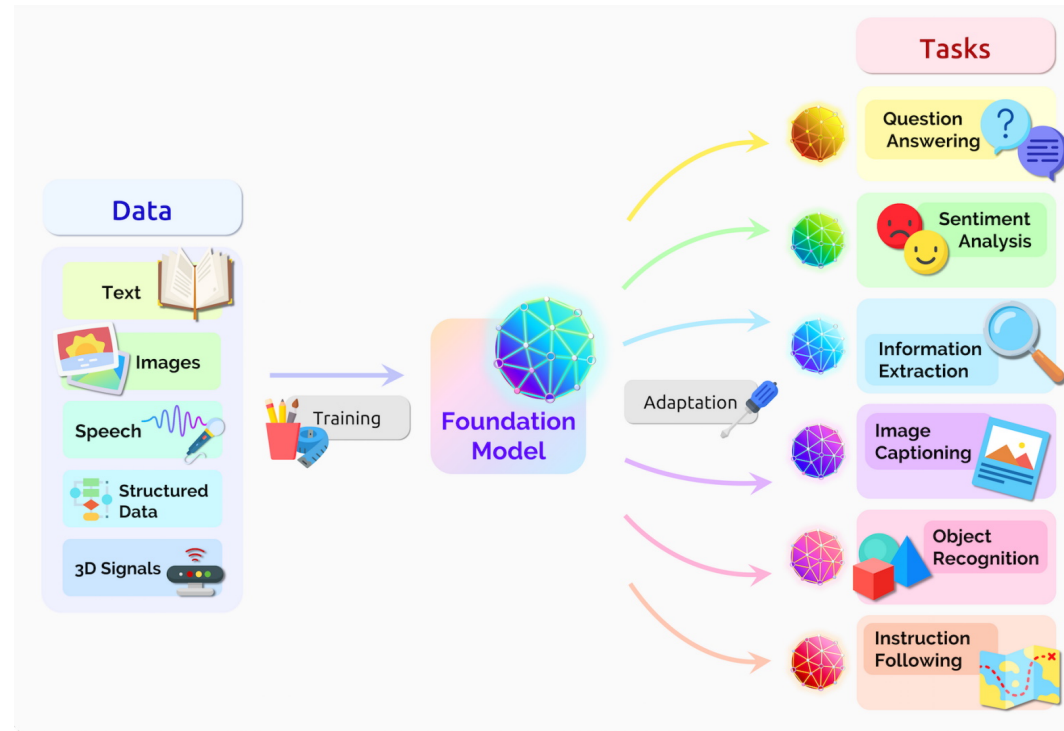 Data
Text
Images
Speech
Structured
Data
3D Signals
Training
Foundation
Model
Adaptation
Tasks
Question
Answering
Sentiment
Analysis
Information
Extraction
Image
Captioning
Object
Recognition
Instruction
Following